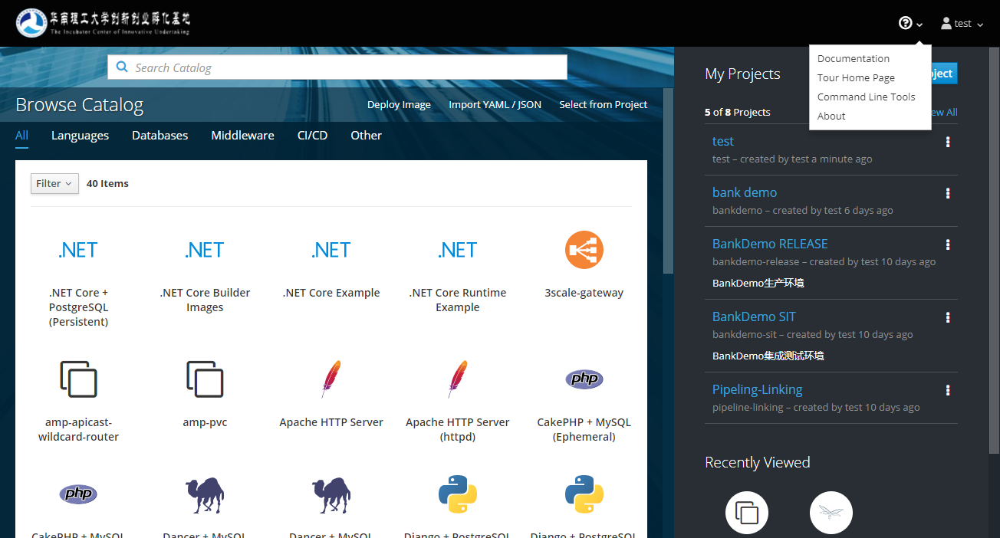 华南理工大学创新创业孵化基地
The Incubator Center of Innovative Undertaking
test
Search Catalog
Browse Catalog
Deploy Image
Import YAML / JSON
Select from Project
All
Languages
Databases
Middleware
CI/CD
Other
Filter
40 Items
.NET
.NET
.NET
.NET
.NET Core +
PostgreSQL
(Persistent)
.NET Core Builder
Images
.NET Core Example
.NET Core Runtime
Example
3scale-gateway
php
amp-apicast-
wildcard-router
amp-pvc
Apache HTTP Server
Apache HTTP Server
(httpd)
CakePHP + MySQL
(Ephemeral)
php
CakePHP + MySQL
Dancer + MySQL
Dancer + MySQL
Django + PostgreSQL
Django + PostgreSQL
Documentation
Tour Home Page
Command Line Tools
About
My Projects
ject
5 of 8 Projects
ew All
test
test – created by test a minute ago
bank demo
bankdemo – created by test 6 days ago
BankDemo RELEASE
bankdemo-release – created by test 10 days ago
BankDemo生产环境
BankDemo SIT
bankdemo-sit – created by test 10 days ago
BankDemo集成测试环境
Pipeling-Linking
pipeline-linking – created by test 10 days ago
Recently Viewed